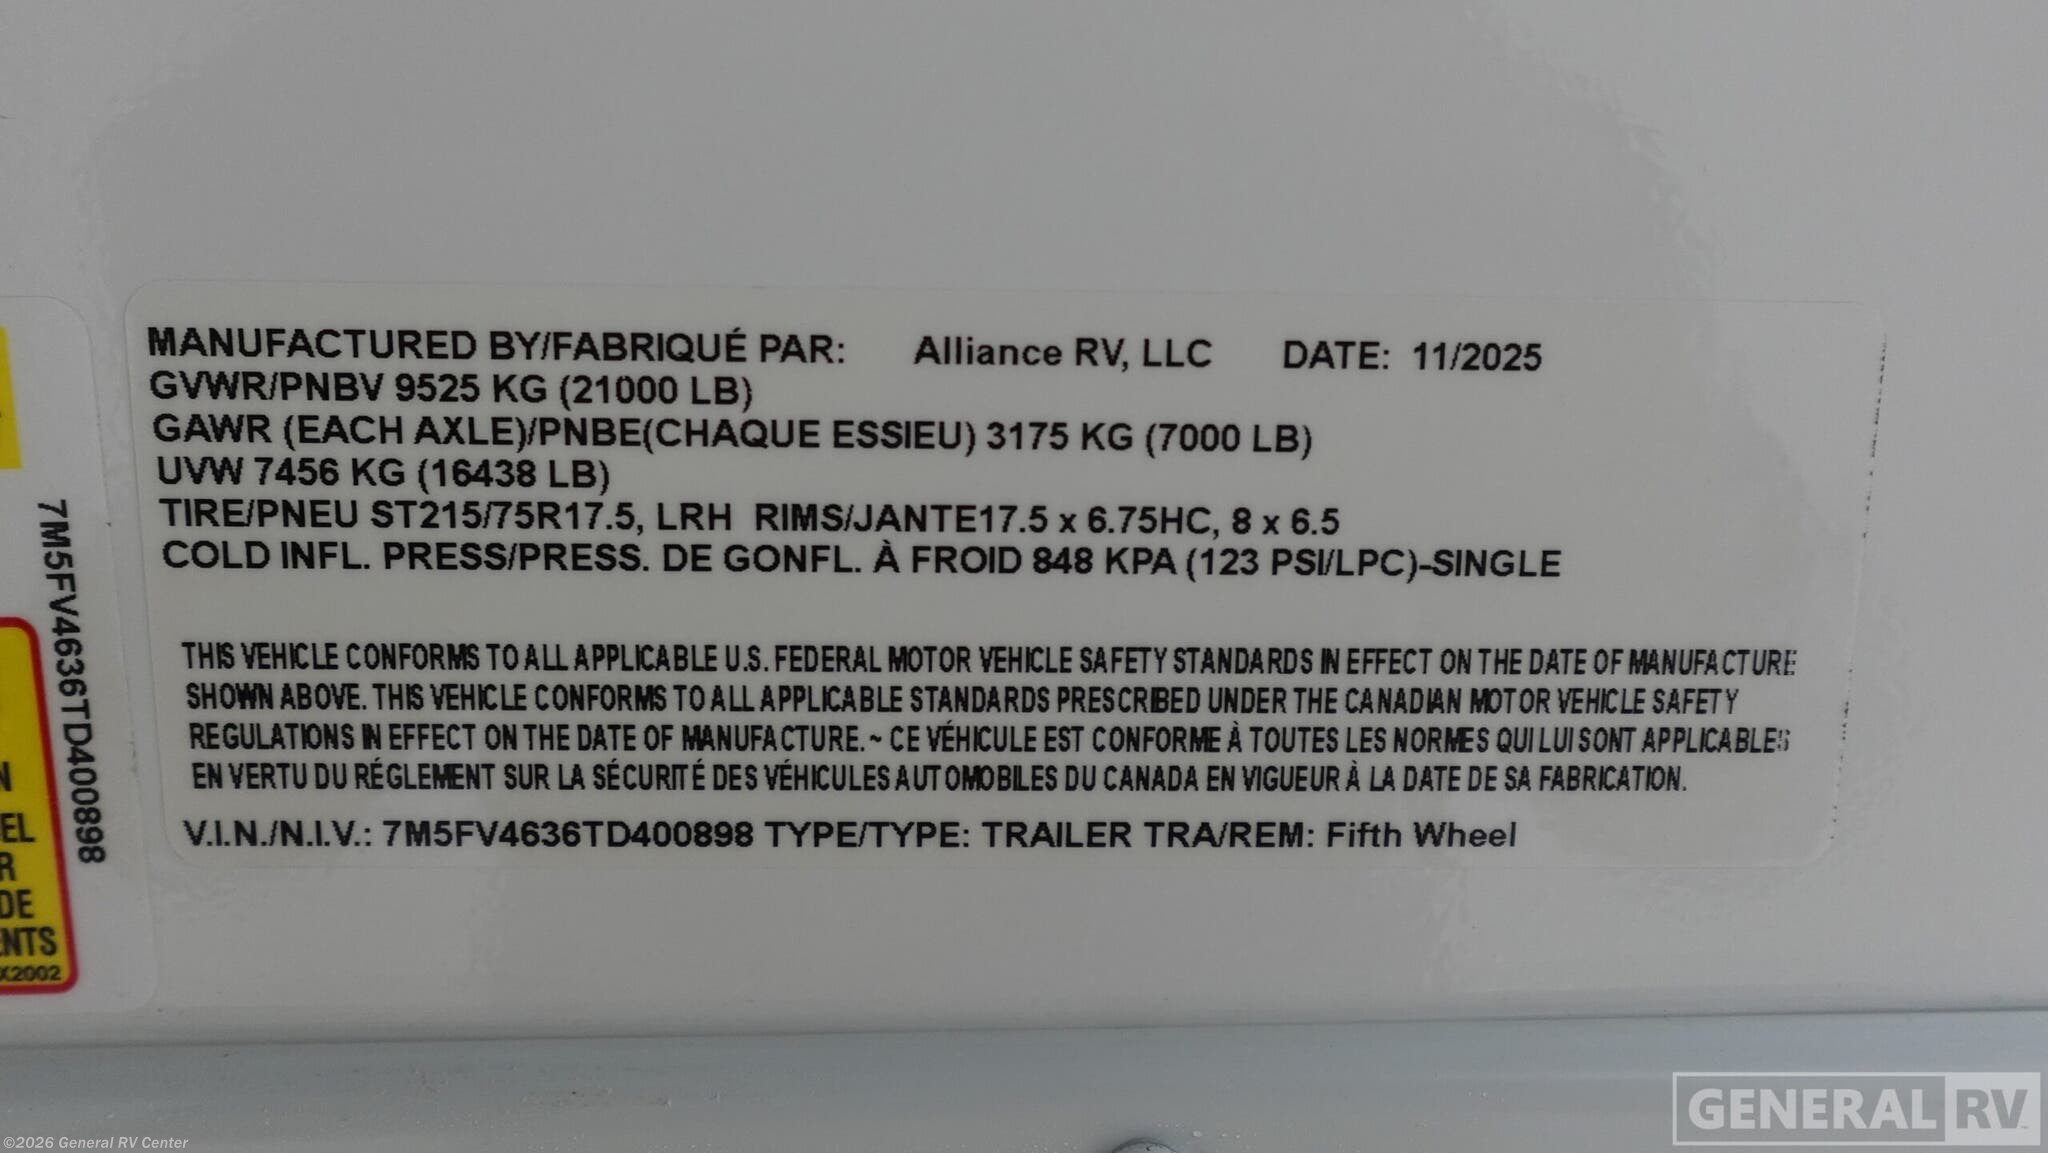 MANUFACTURED BY/FABRIQUÉ PAR: Alliance RV, LLC DATE: 11/2025
GVWR/PNBV 9525 KG (21000 LB)
GAWR (EACH AXLE)/PNBE(CHAQUE ESSIEU) 3175 KG (7000 LB)
UVW 7456 KG (16438 LB)
TIRE/PNEU ST215/75R17.5, LRH RIMS/JANTE17.5 x 6.75HC, 8 x 6.5
COLD INFL. PRESS/PRESS. DE GONFL. À FROID 848 KPA (123 PSI/LPC)-SINGLE
THIS VEHICLE CONFORMS TO ALL APPLICABLE U.S. FEDERAL MOTOR VEHICLE SAFETY STANDARDS IN EFFECT ON THE DATE OF MANUFACTURE
SHOWN ABOVE. THIS VEHICLE CONFORMS TO ALL APPLICABLE STANDARDS PRESCRIBED UNDER THE CANADIAN MOTOR VEHICLE SAFETY
REGULATIONS IN EFFECT ON THE DATE OF MANUFACTURE. ~ CE VÉHICULE EST CONFORME À TOUTES LES NORMES QUI LUI SONT APPLICABLES
EN VERTU DU RÉGLEMENT SUR LA SÉCURITÉ DES VÉHICULES AUTOMOBILES DU CANADA EN VIGUEUR À LA DATE DE SA FABRICATION.
V.I.N./N.I.V.: 7M5FV4636TD400898 TYPE/TYPE: TRAILER TRA/REM: Fifth Wheel
7M5FV4636TD400898
N
EL
R
DE
ENTS
X2002
GENERAL RV
©2026 General RV Center